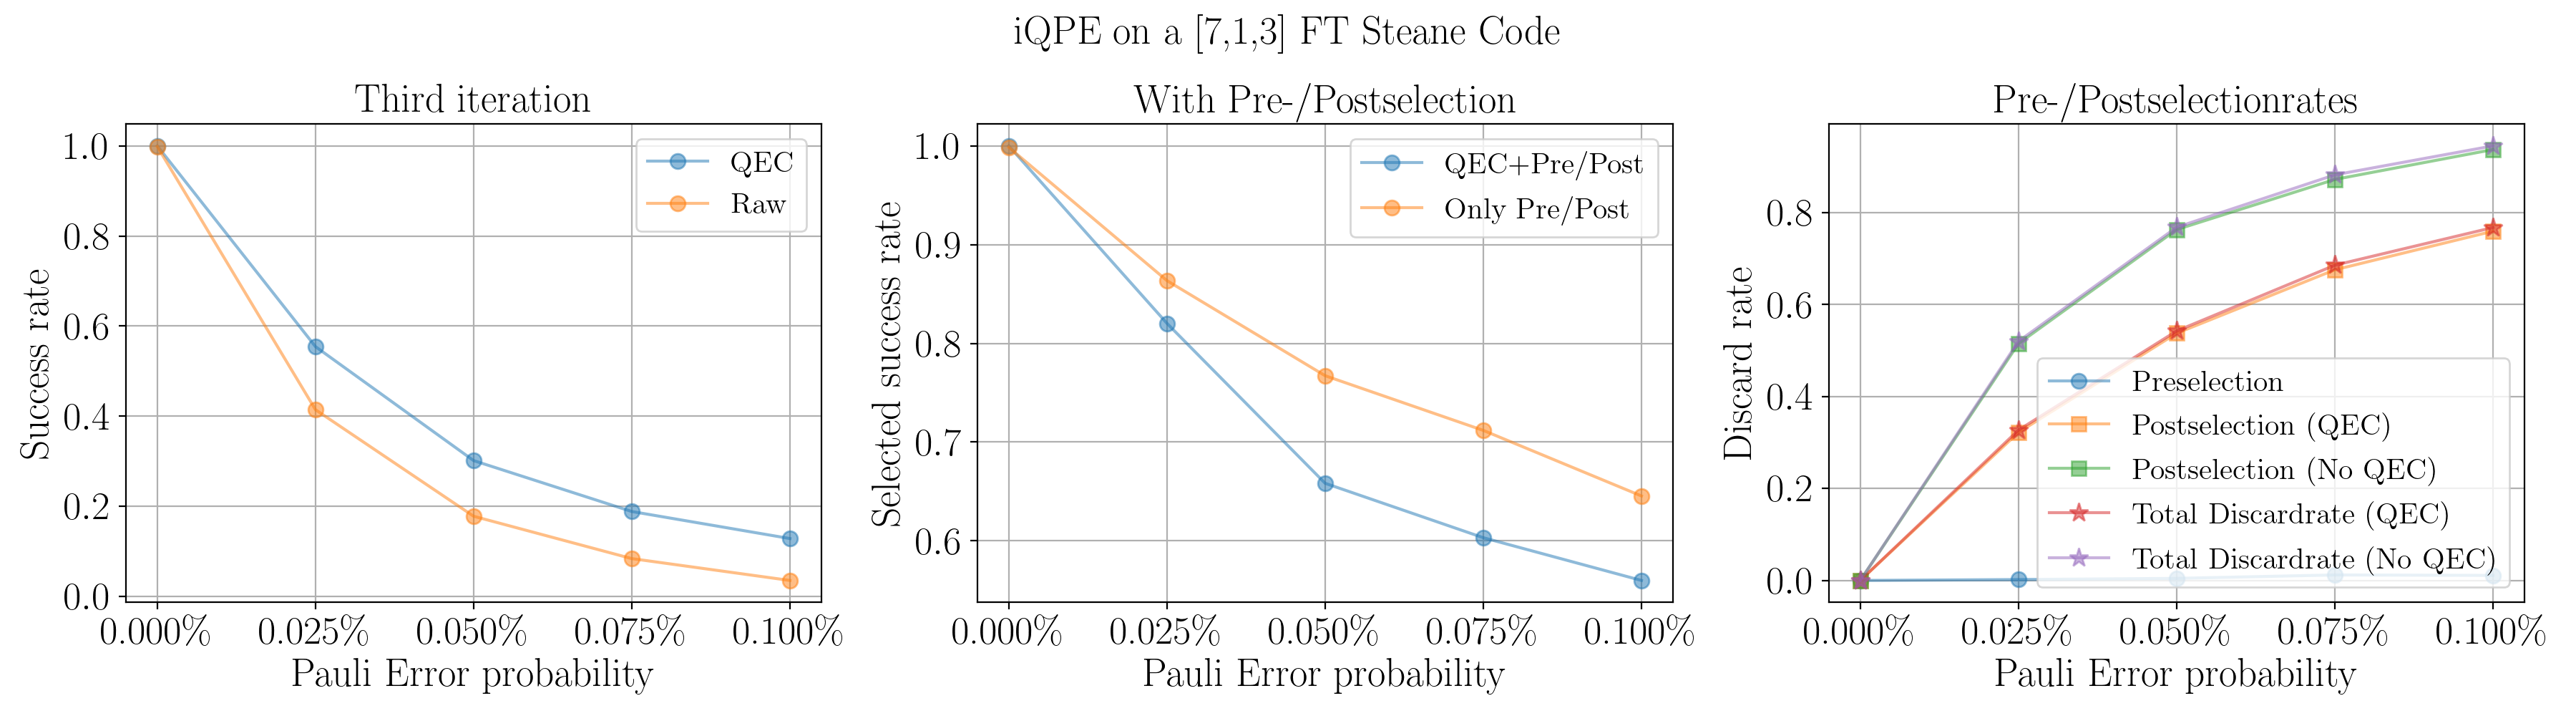 iQPE on a [7,1,3] FT Steane Code
Third iteration
1.0
0.8
0.6
0.4
0.2
0.0
Success rate
QEC
Raw
0.000%
0.025%
0.050%
0.075%
0.100%
Pauli Error probability
With Pre-/Postselection
1.0
0.9
0.8
0.7
0.6
Selected success rate
QEC+Pre/Post
Only Pre/Post
0.000%
0.025%
0.050%
0.075%
0.100%
Pauli Error probability
Pre-/Postselectionrates
0.8
0.6
0.4
0.2
0.0
Discard rate
Preselection
Postselection (QEC)
Postselection (No QEC)
Total Discardrate (QEC)
Total Discardrate (No QEC)
0.000%
0.025%
0.050%
0.075%
0.100%
Pauli Error probability